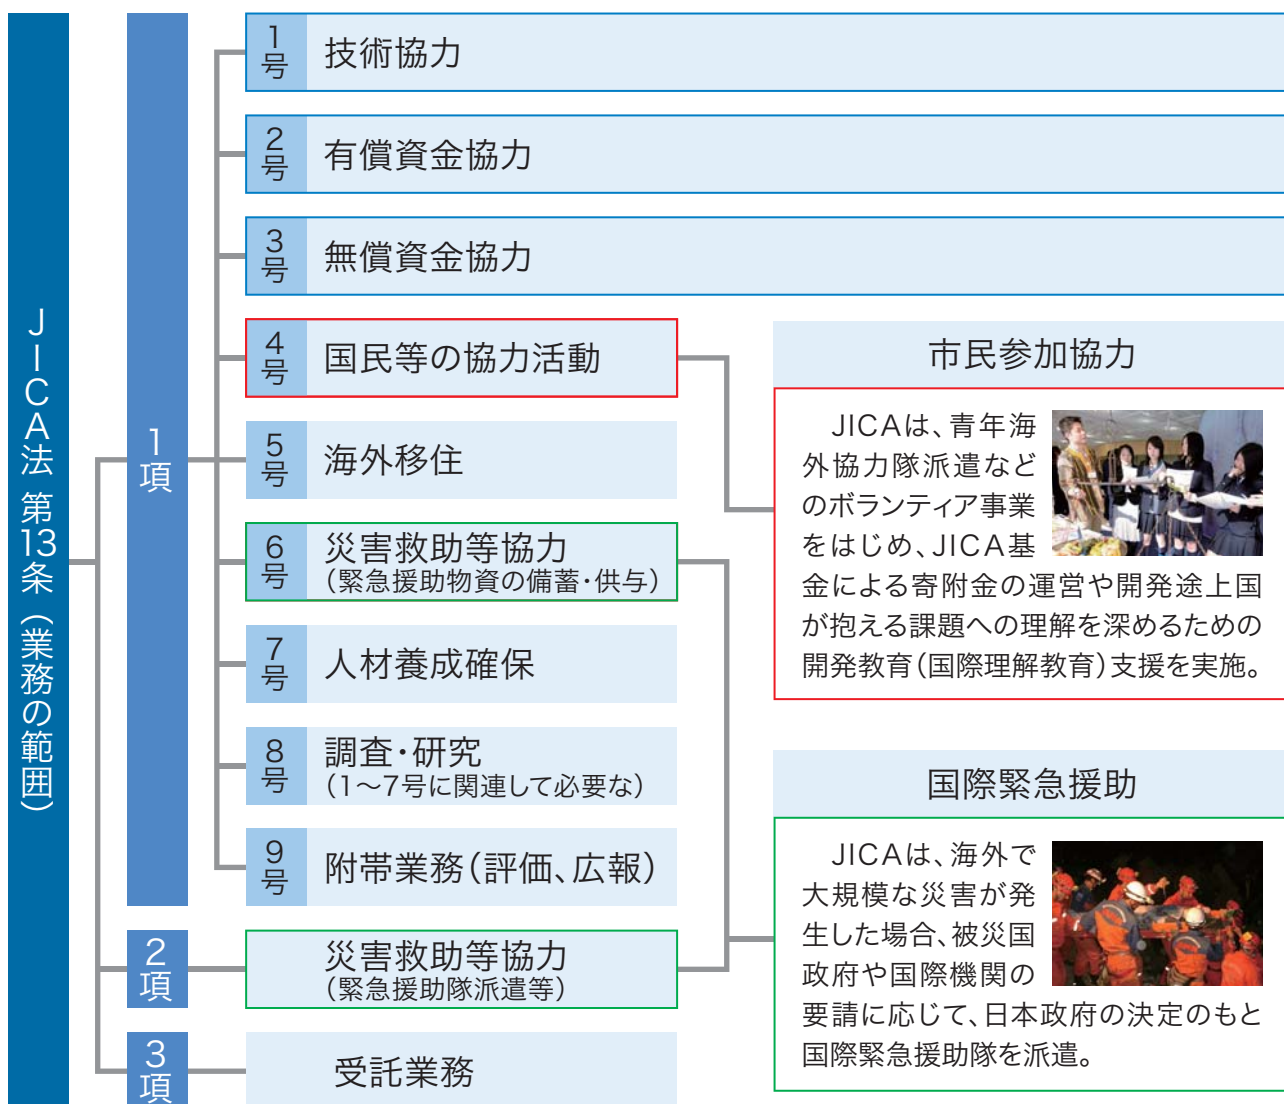 JICA法 第13条（業務の範囲）
1項
1号
技術協力
2号
有償資金協力
3号
無償資金協力
4号
国民等の協力活動
5号
海外移住
6号
災害救助等協力
（緊急援助物資の備蓄・供与）
7号
人材養成確保
8号
調査・研究
（1～7号に関連して必要な）
9号
附帯業務（評価、広報）
2項
災害救助等協力
（緊急援助隊派遣等）
3項
受託業務
市民参加協力
JICAは、青年海
外協力隊派遣など
のボランティア事業
をはじめ、JICA基
金による寄附金の運営や開発途上国
が抱える課題への理解を深めるための
開発教育（国際理解教育）支援を実施。
国際緊急援助
JICAは、海外で
大規模な災害が発
生した場合、被災国
政府や国際機関の
要請に応じて、日本政府の決定のもと
国際緊急援助隊を派遣。